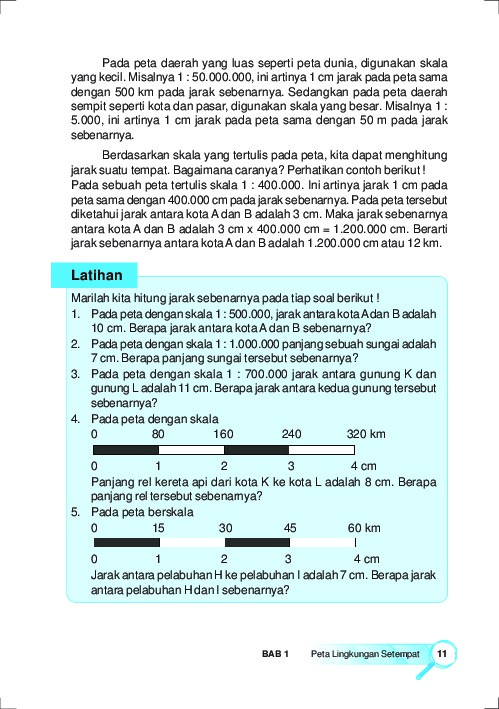 Pada peta daerah yang luas seperti peta dunia, digunakan skala
yang kecil. Misalnya 1 : 50.000.000, ini artinya 1 cm jarak pada peta sama
dengan 500 km pada jarak sebenarnya. Sedangkan pada peta daerah
sempit seperti kota dan pasar, digunakan skala yang besar. Misalnya 1 :
5.000, ini artinya 1 cm jarak pada peta sama dengan 50 m pada jarak
sebenarnya.
Berdasarkan skala yang tertulis pada peta, kita dapat menghitung
jarak suatu tempat. Bagaimana caranya? Perhatikan contoh berikut !
Pada sebuah peta tertulis skala 1 : 400.000. Ini artinya jarak 1 cm pada
peta sama dengan 400.000 cm pada jarak sebenarnya. Pada peta tersebut
diketahui jarak antara kota A dan B adalah 3 cm. Maka jarak sebenarnya
antara kota A dan B adalah 3 cm x 400.000 cm = 1.200.000 cm. Berarti
jarak sebenarnya antara kota A dan B adalah 1.200.000 cm atau 12 km.
Latihan
Marilah kita hitung jarak sebenarnya pada tiap soal berikut !
1. Pada peta dengan skala 1 : 500.000, jarak antara kota A dan B adalah
10 cm. Berapa jarak antara kota A dan B sebenarnya?
2. Pada peta dengan skala 1 : 1.000.000 panjang sebuah sungai adalah
7 cm. Berapa panjang sungai tersebut sebenarnya?
3. Pada peta dengan skala 1 : 700.000 jarak antara gunung K dan
gunung L adalah 11 cm. Berapa jarak antara kedua gunung tersebut
sebenarnya?
4. Pada peta dengan skala
0 80 160 240 320 km
0 1 2 3 4 cm
Panjang rel kereta api dari kota K ke kota L adalah 8 cm. Berapa
panjang rel tersebut sebenarnya?
5. Pada peta berskala
0 15 30 45 60 km
0 1 2 3 4 cm
Jarak antara pelabuhan H ke pelabuhan I adalah 7 cm. Berapa jarak
antara pelabuhan H dan I sebenarnya?
BAB 1 Peta Lingkungan Setempat 11